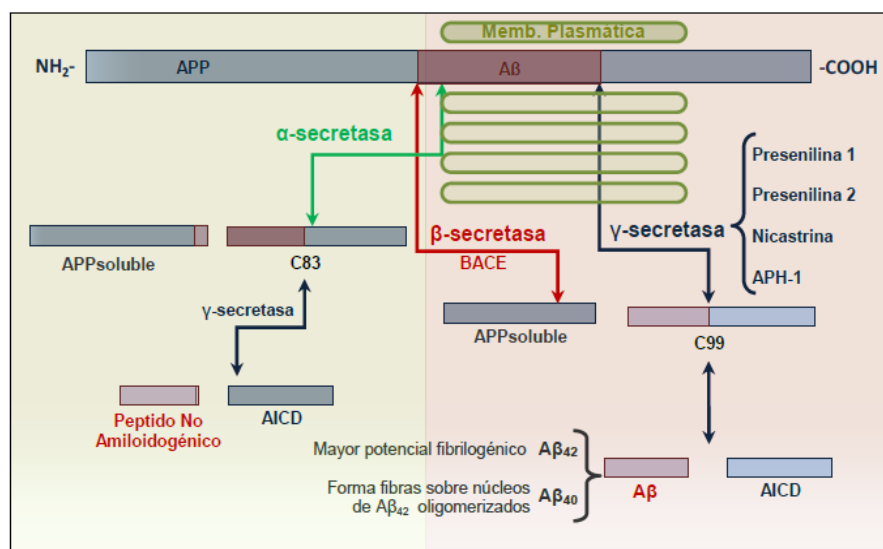 Memb. Plasmática
NH₂-
APP
Aβ
-COOH
α-secretasa
Presenilina 1
Presenilina 2
Nicastrina
APH-1
β-secretasa
BACE
γ-secretasa
APPsoluble
C83
γ-secretasa
APPsoluble
C99
Peptido No
Amiloidogénico
AICD
Mayor potencial fibrilogénico Aβ₄₂
Forma fibras sobre núcleos
de Aβ₄₂ oligomerizados
Aβ₄₀
Aβ
AICD